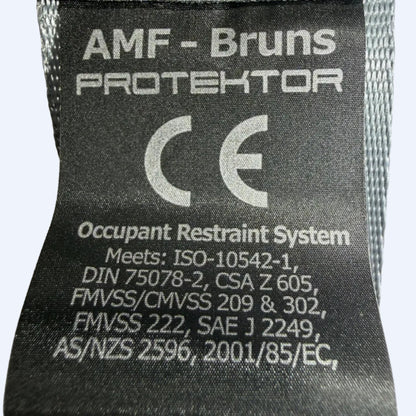 AMF - Bruns
PROTEKTOR
CE
Occupant Restraint System
Meets: ISO-10542-1,
DIN 75078-2, CSA Z 605,
FMVSS/CMVSS 209 & 302,
FMVSS 222, SAE J 2249,
AS/NZS 2596, 2001/85/EC,